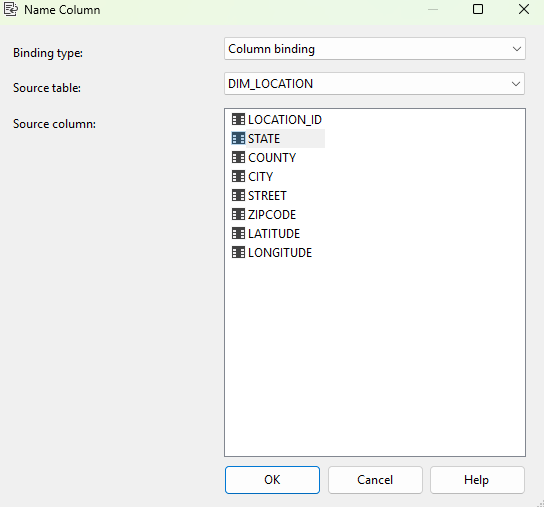 Name Column
Binding type:
Column binding
Source table:
DIM_LOCATION
Source column:
LOCATION_ID
STATE
COUNTY
CITY
STREET
ZIPCODE
LATITUDE
LONGITUDE
OK
Cancel
Help